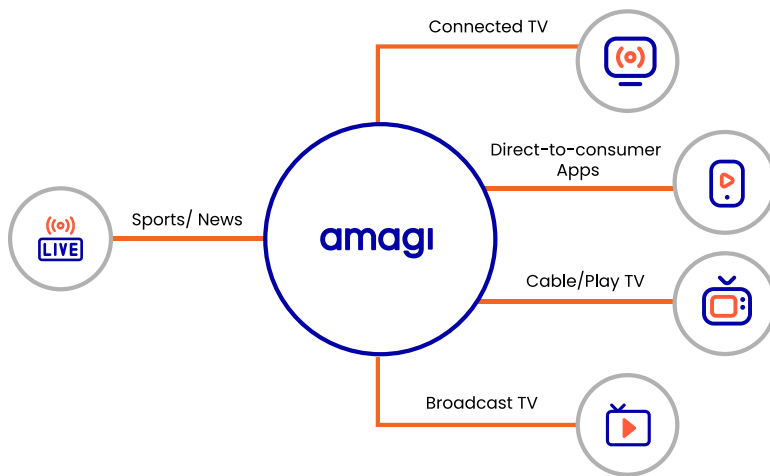 Connected TV
Direct-to-consumer
Apps
Sports/ News
LIVE
amagi
Cable/Play TV
Broadcast TV